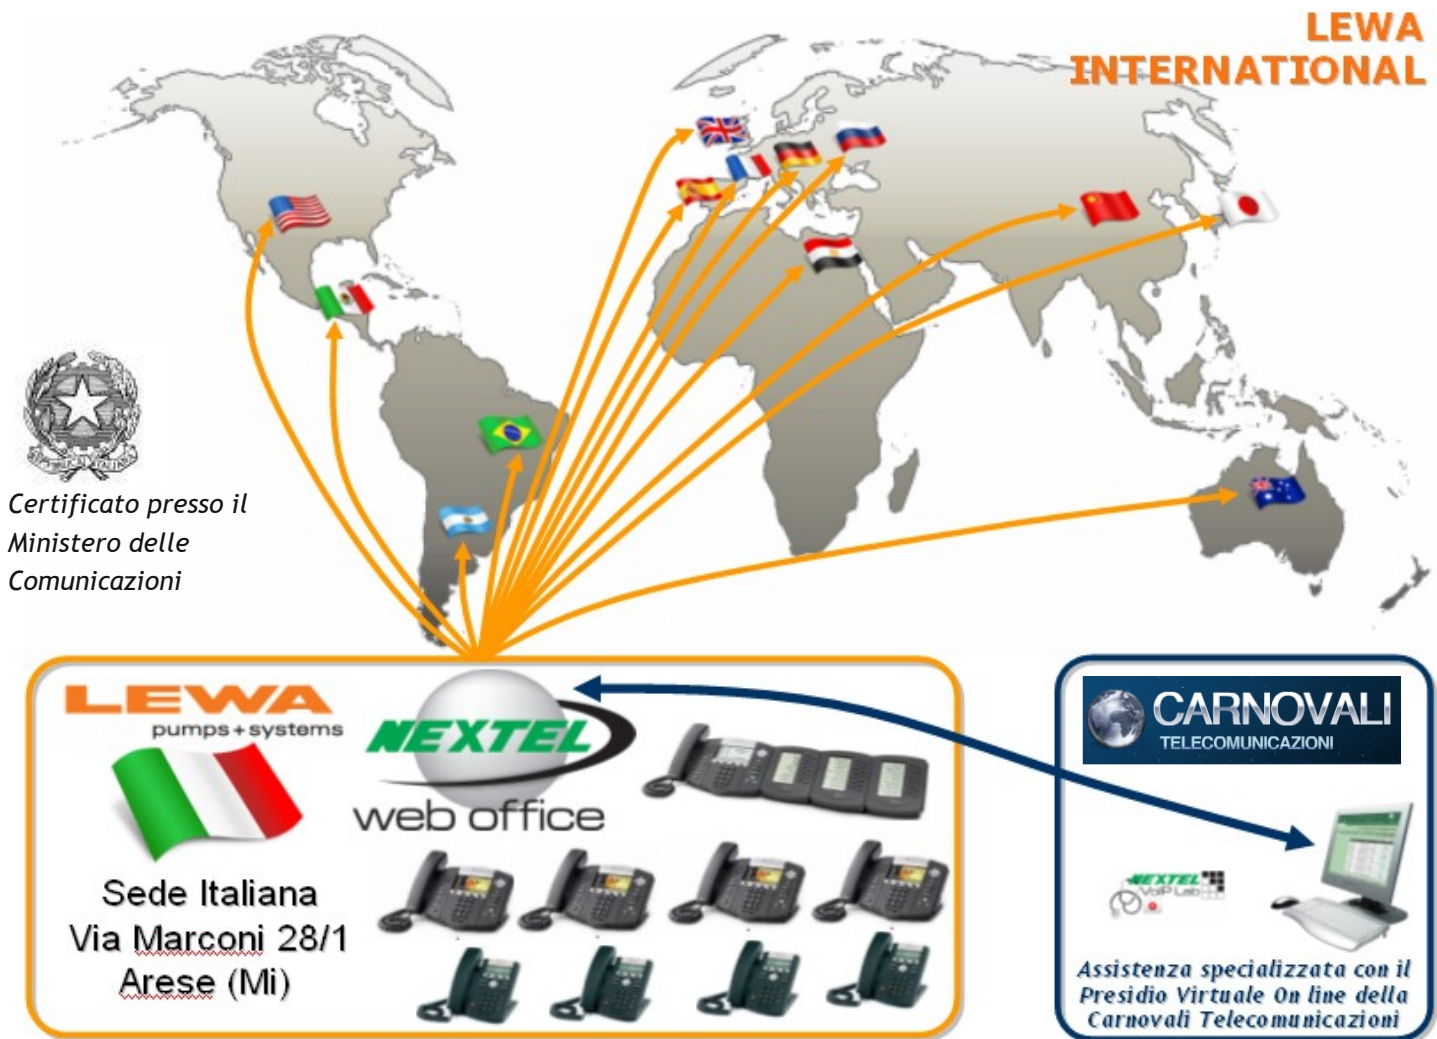 LEWA
INTERNATIONAL
REPVBBLICA ITALIANA
Certificato presso il
Ministero delle
Comunicazioni
LEWA
pumps+systems
NEXTEL
web office
Sede Italiana
Via Marconi 28/1
Arese (Mi)
CARNOVALI
TELECOMUNICAZIONI
NEXTEL
VoIP Lab
Assistenza specializzata con il
Presidio Virtuale On line della
Carnovali Telecomunicazioni